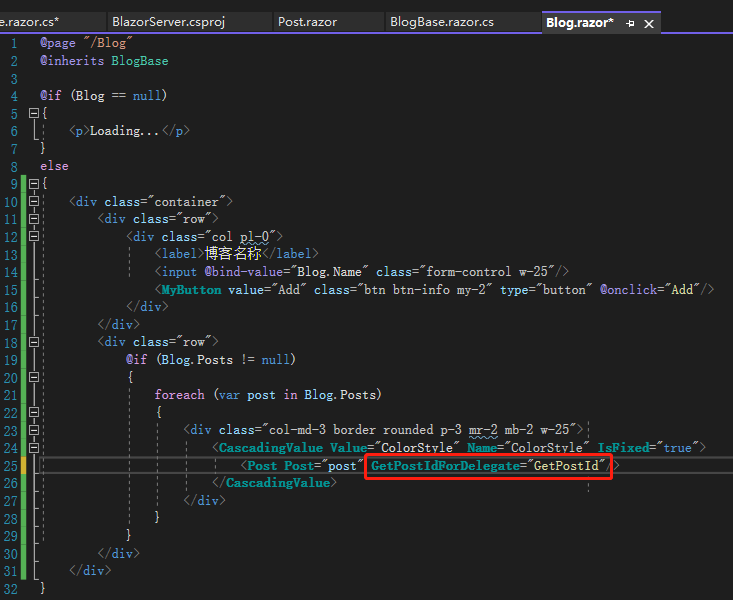 e.razor.cs* BlazorServer.csproj Post.razor BlogBase.razor.cs Blog.razor*
1 @page "/Blog"
2 @inherits BlogBase
3
4 @if (Blog == null)
5 {
6 <p>Loading...</p>
7 }
8 else
9 {
10 <div class="container">
11 <div class="row">
12 <div class="col pl-0">
13 <label>博客名称</label>
14 <input @bind-value="Blog.Name" class="form-control w-25"/>
15 <MyButton value="Add" class="btn btn-info my-2" type="button" @onclick="Add"/>
16 </div>
17 </div>
18 <div class="row">
19 @if (Blog.Posts != null)
20 {
21 foreach (var post in Blog.Posts)
22 {
23 <div class="col-md-3 border rounded p-3 mr-2 mb-2 w-25">
24 <CascadingValue Value="ColorStyle" Name="ColorStyle" IsFixed="true">
25 <Post Post="post" GetPostIdForDelegate="GetPostId"/>
26 </CascadingValue>
27 </div>
28 }
29 }
30 </div>
31 </div>
32 }